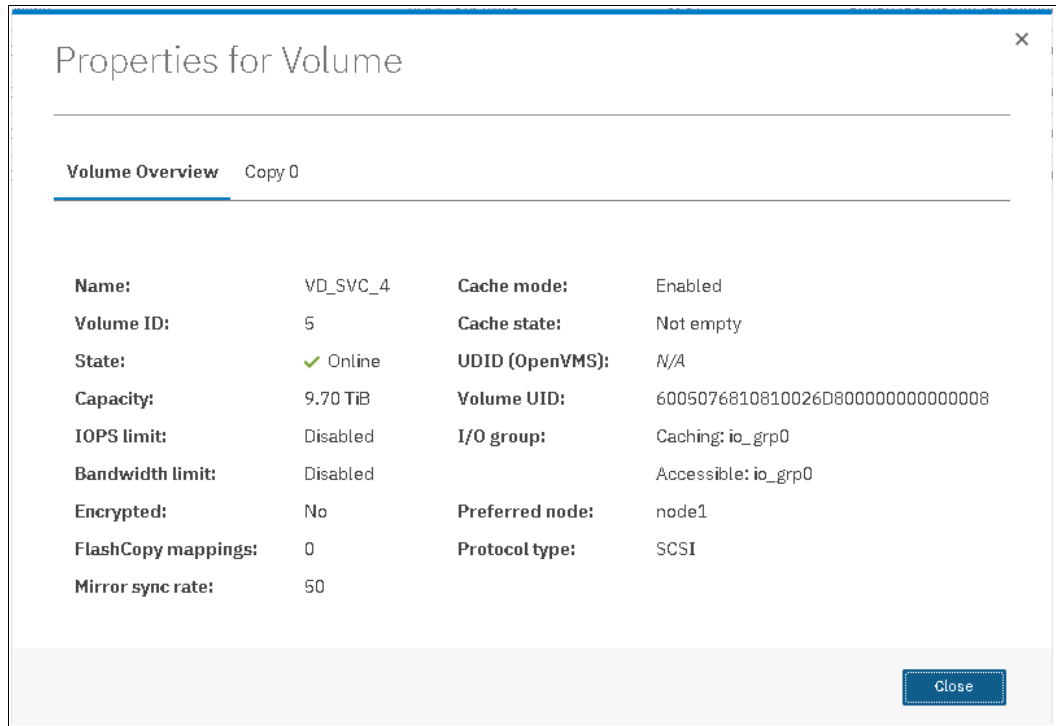 Properties for Volume
Volume Overview Copy 0
Name: VD_SVC_4 Cache mode: Enabled
Volume ID: 5 Cache state: Not empty
State: Online UDID (OpenVMS): N/A
Capacity: 9.70 TiB Volume UID: 6005076810810026D800000000000008
IOPS limit: Disabled I/O group: Caching: io_grp0
Bandwidth limit: Disabled Accessible: io_grp0
Encrypted: No Preferred node: node1
FlashCopy mappings: 0 Protocol type: SCSI
Mirror sync rate: 50
Close